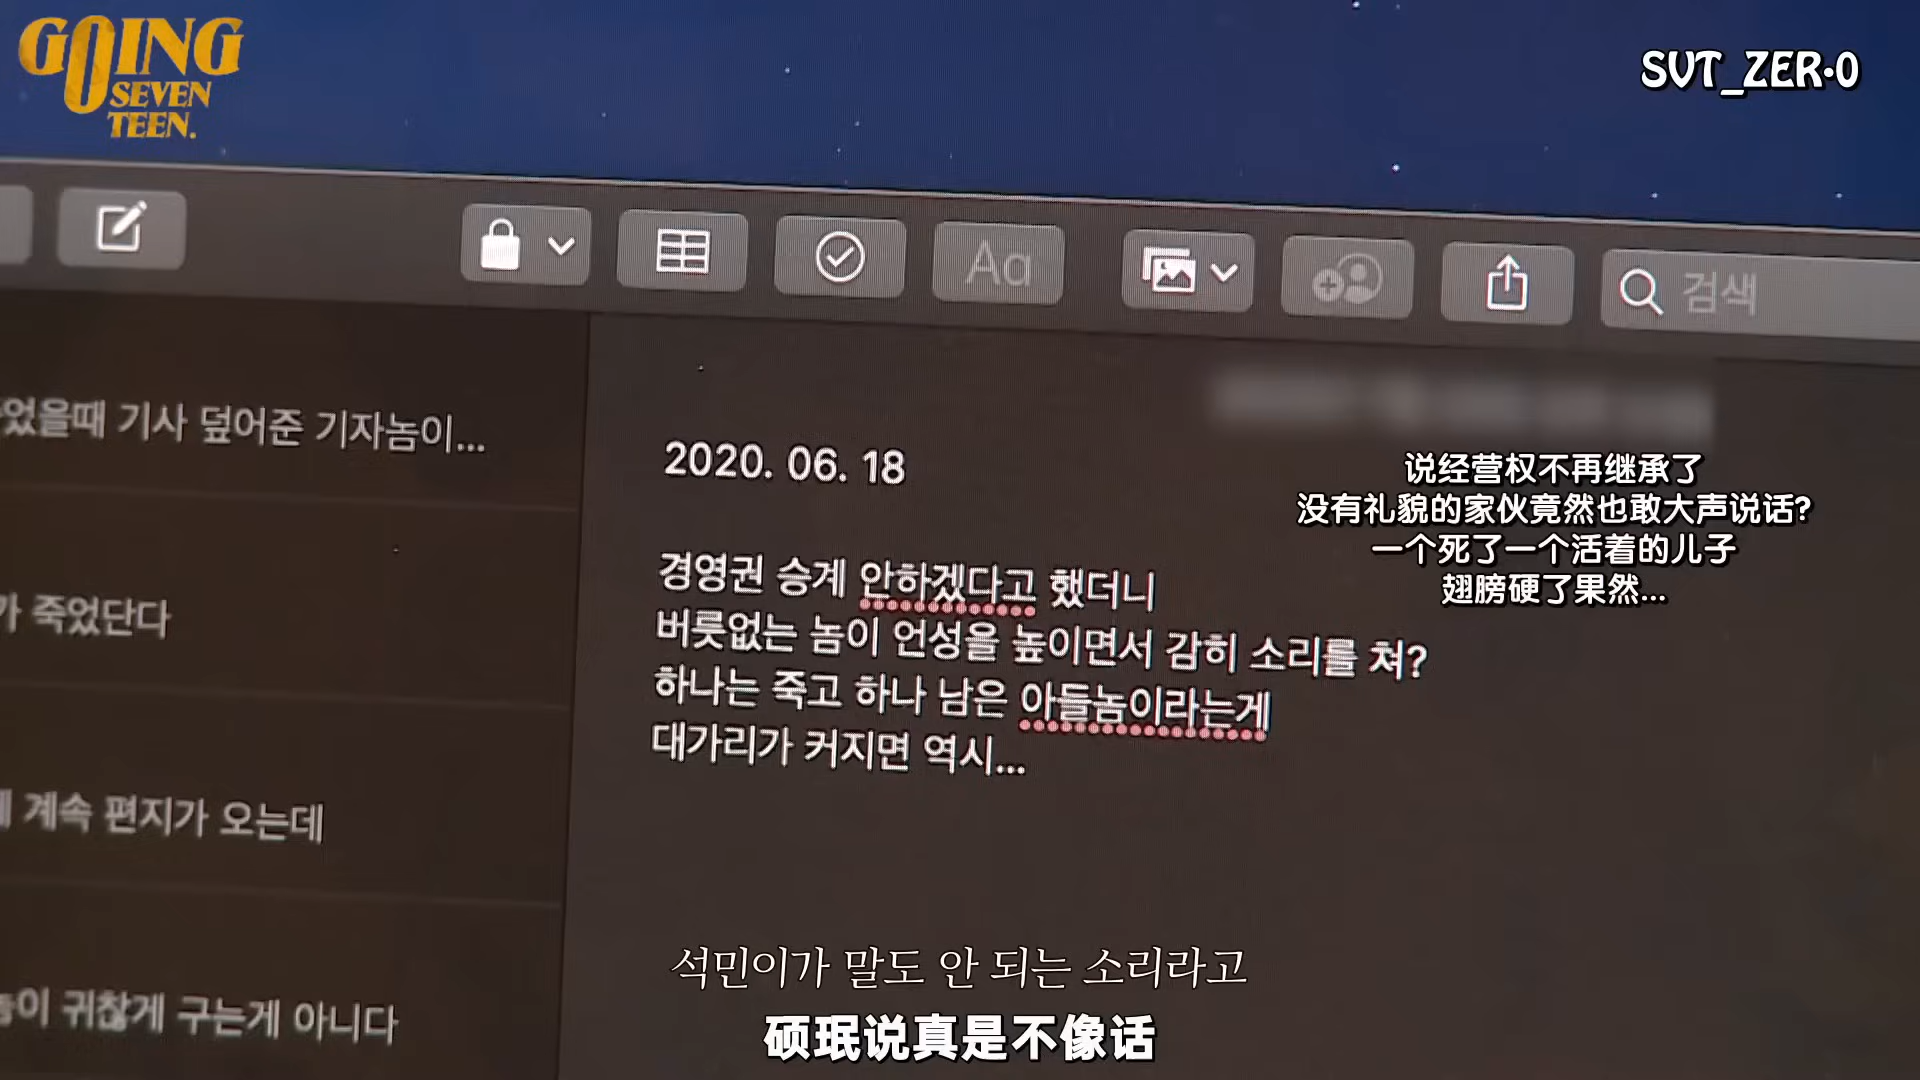 GOING
SEVEN
TEEN.
SVT_ZER·0
Aa
검색
었을때 기사 덮어준 기자놈이...
가 죽었단다
계속 편지가 오는데
놈이 귀찮게 구는게 아니다
2020. 06. 18
경영권 승계 안하겠다고 했더니
버릇없는 놈이 언성을 높이면서 감히 소리를 쳐?
하나는 죽고 하나 남은 아들놈이라는게
대가리가 커지면 역시...
说经营权不再继承了
没有礼貌的家伙竟然也敢大声说话?
一个死了一个活着的儿子
翅膀硬了果然...
석민이가 말도 안 되는 소리라고
硕珉说真是不像话